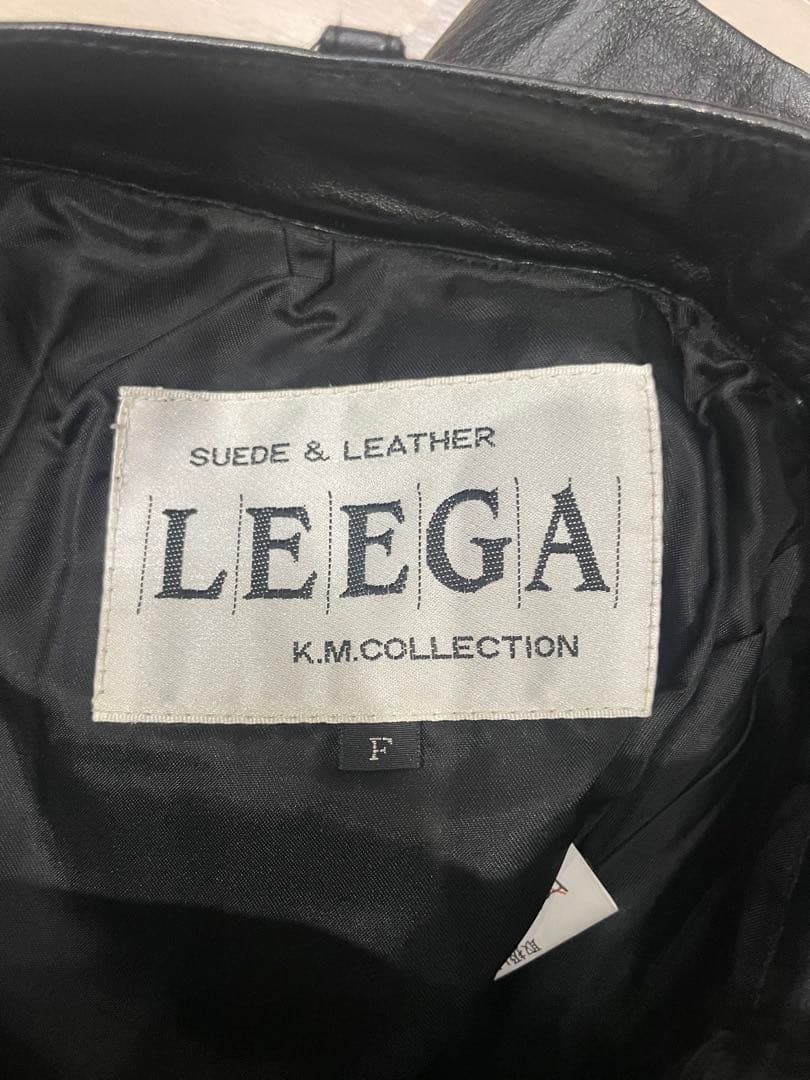 SUEDE & LEATHER
LEEGA
K.M.COLLECTION
F